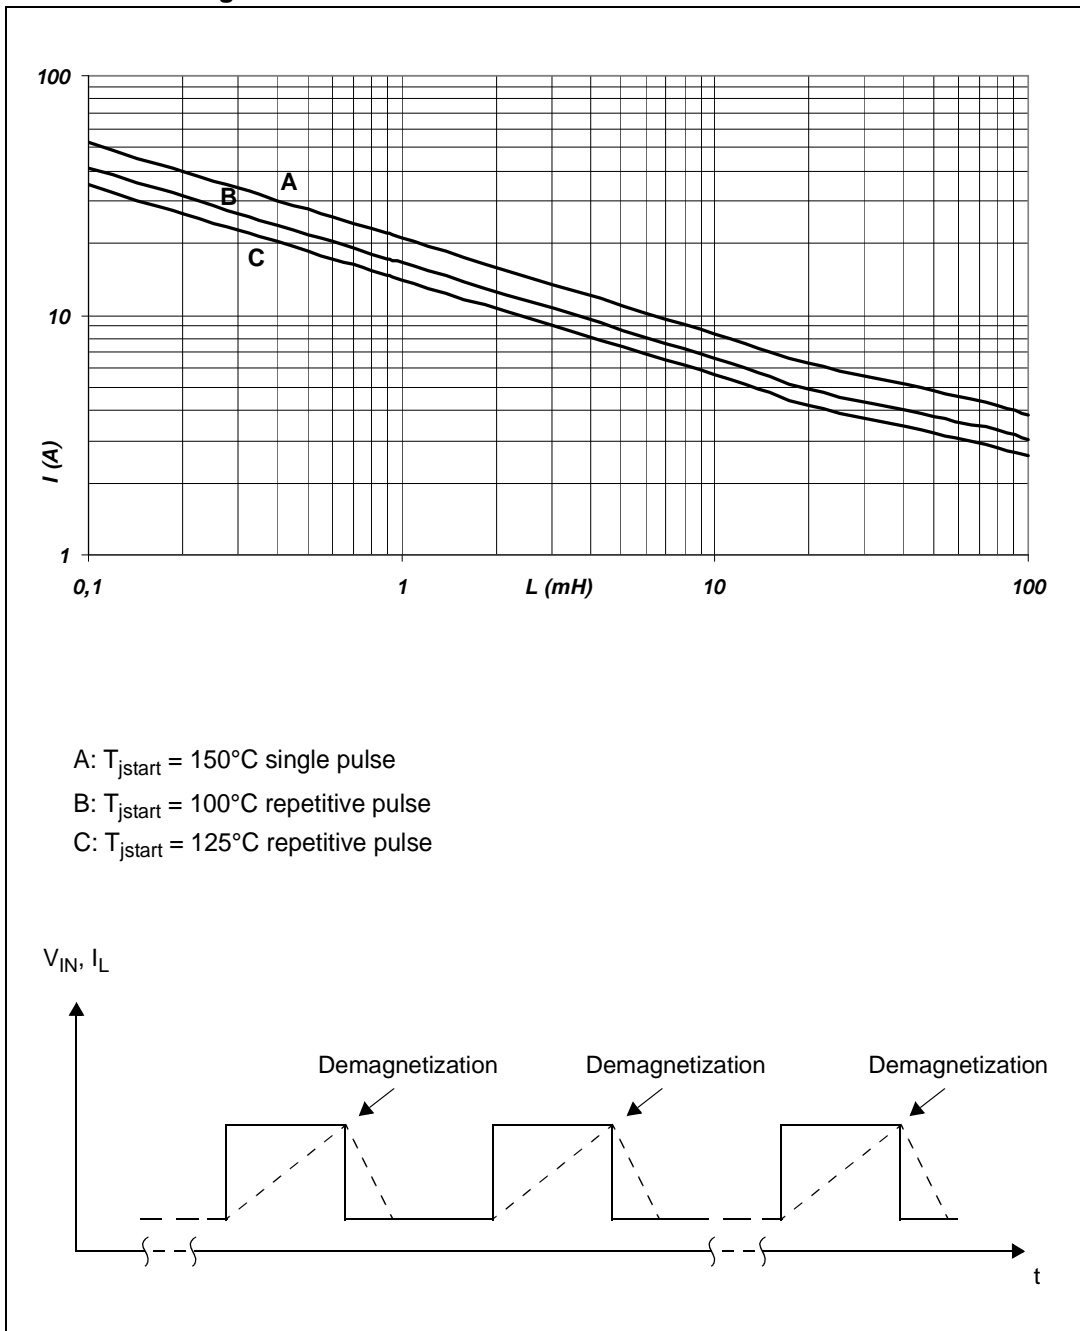 100
A
B
C
10
I (A)
1
0,1 1 L (mH) 10 100
A: Tjstart = 150°C single pulse
B: Tjstart = 100°C repetitive pulse
C: Tjstart = 125°C repetitive pulse
VIN, IL
Demagnetization Demagnetization Demagnetization
t